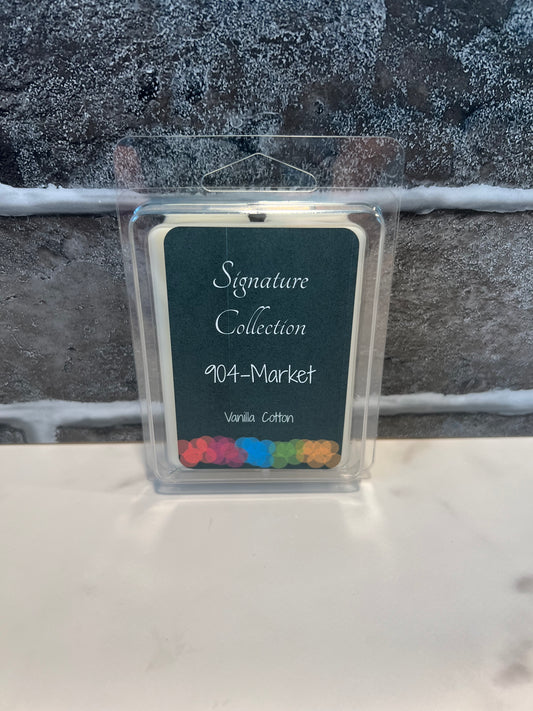 Signature
Collection
904-Market
Vanilla Cotton